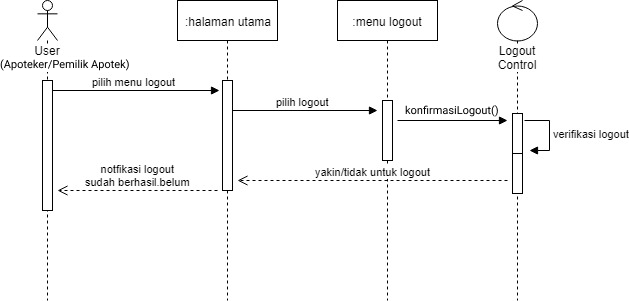 :halaman utama
:menu logout
User
(Apoteker/Pemilik Apotek)
Logout
Control
pilih menu logout
pilih logout
konfirmasiLogout()
verifikasi logout
yakin/tidak untuk logout
notfikasi logout
sudah berhasil.belum